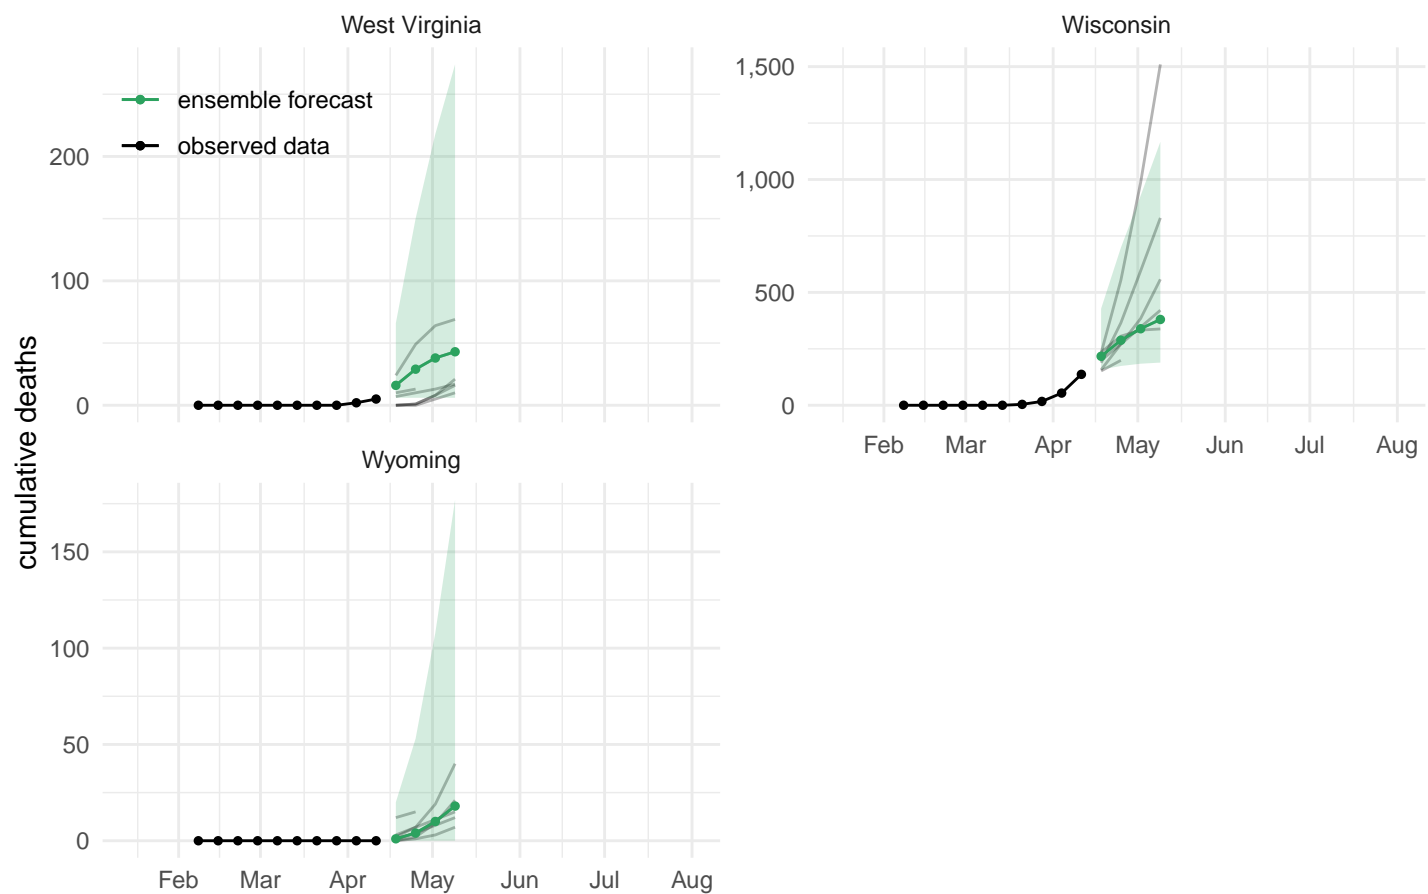 West Virginia
ensemble forecast
observed data
200
100
0
Wisconsin
1,500
1,000
500
0
Feb Mar Apr May Jun Jul Aug
Wyoming
150
100
50
0
Feb Mar Apr May Jun Jul Aug
cumulative deaths